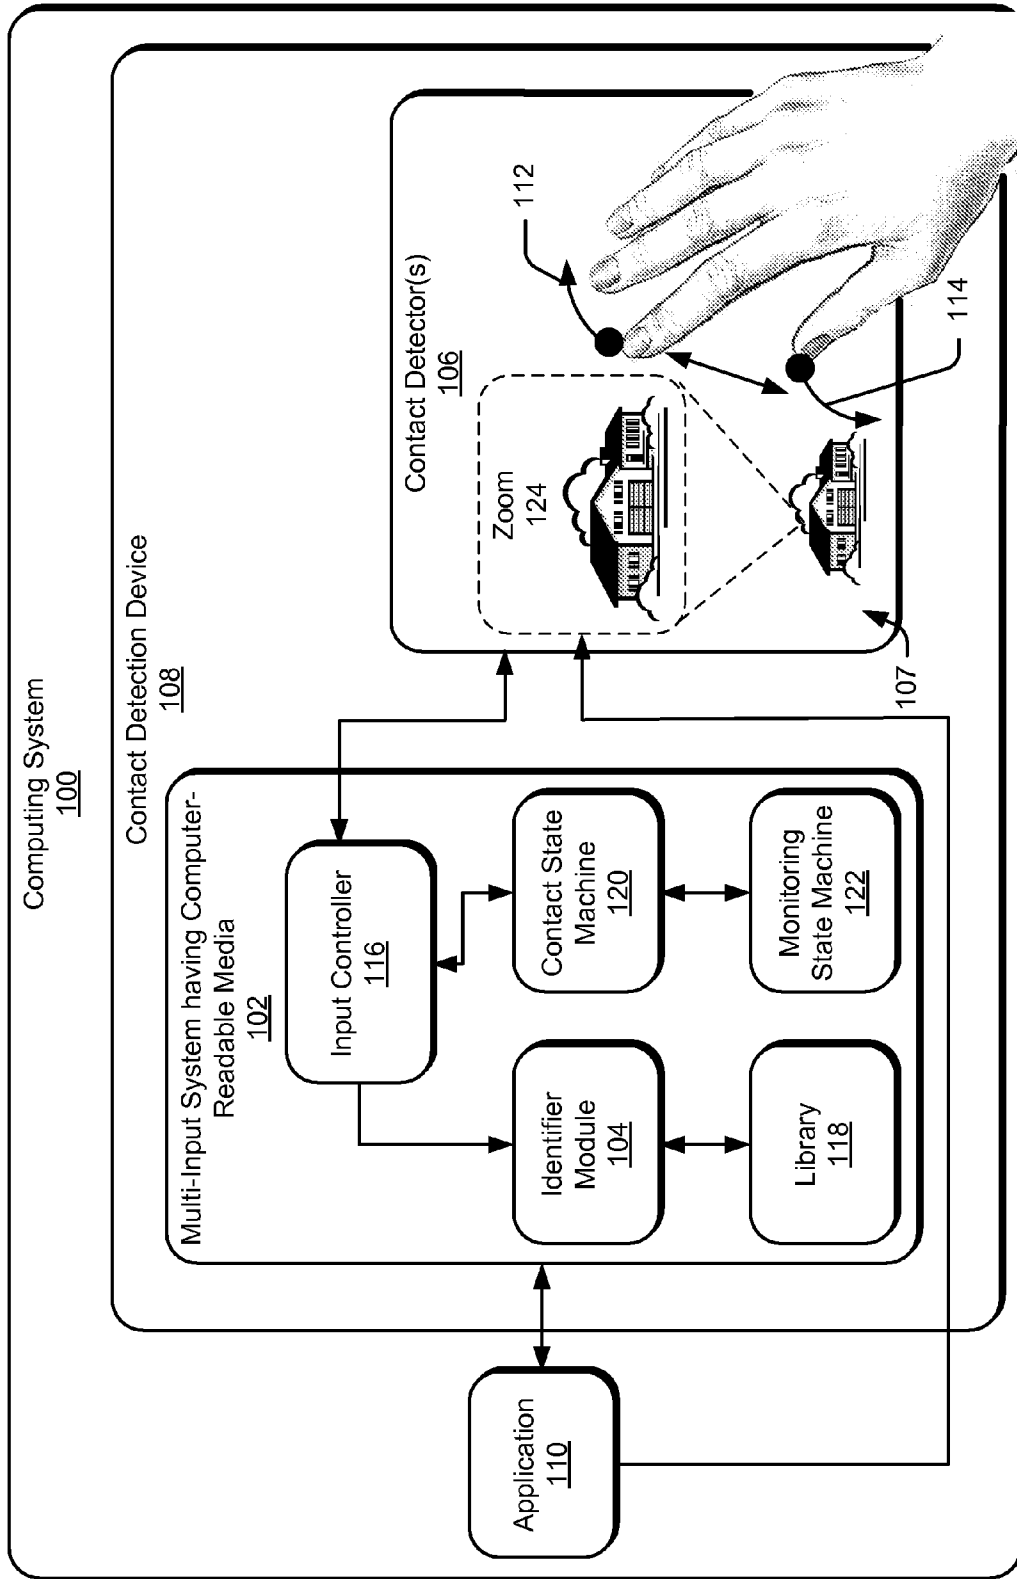 Computing System
100
Contact Detection Device
108
Multi-Input System having Computer-
Readable Media
102
Input Controller
116
Identifier
Module
104
Contact State
Machine
120
Library
118
Monitoring
State Machine
122
Application
110
Contact Detector(s)
106
Zoom
124
112
114
107